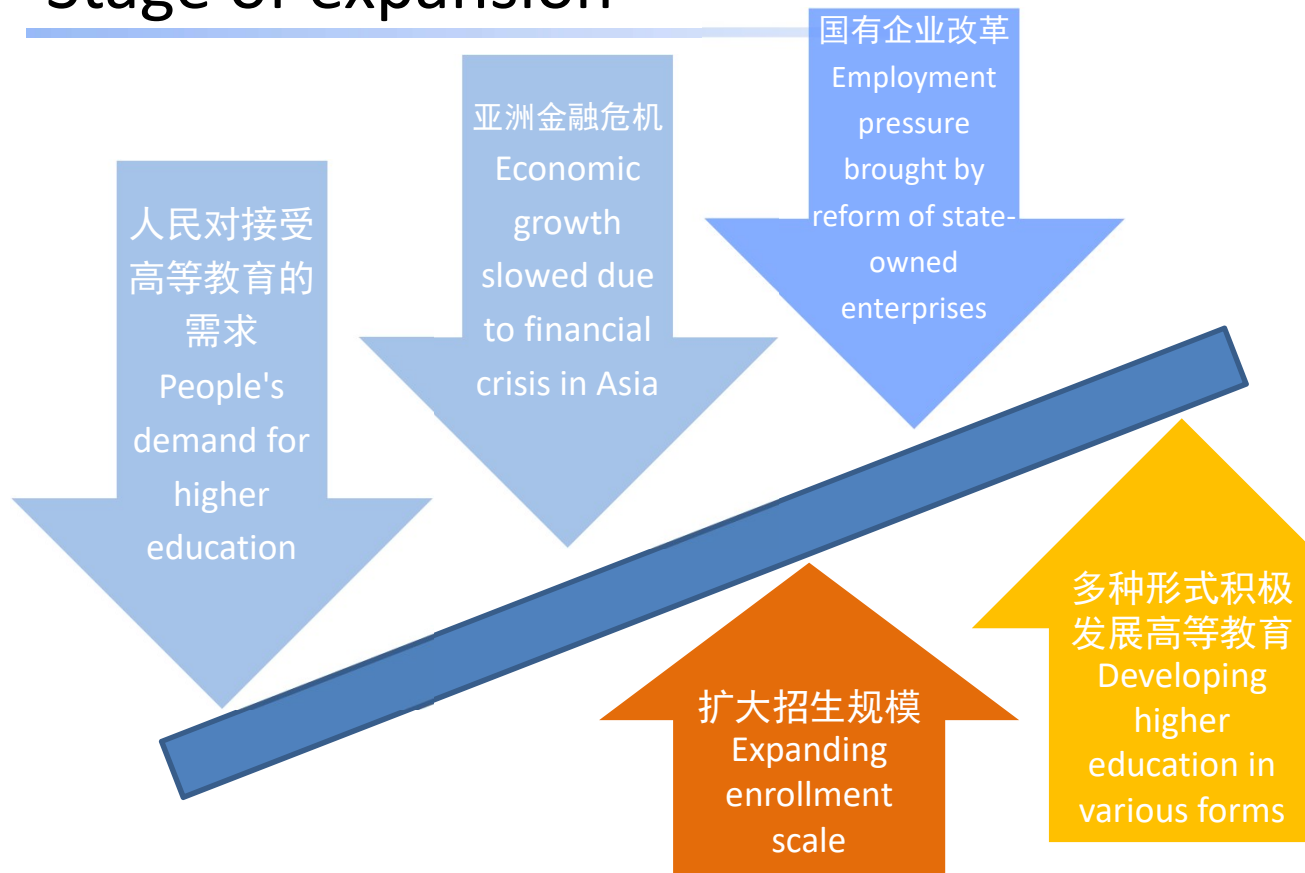 Stage of expansion
人民对接受
高等教育的
需求
People's
demand for
higher
education
亚洲金融危机
Economic
growth
slowed due
to financial
crisis in Asia
国有企业改革
Employment
pressure
brought by
reform of state-
owned
enterprises
扩大招生规模
Expanding
enrollment
scale
多种形式积极
发展高等教育
Developing
higher
education in
various forms